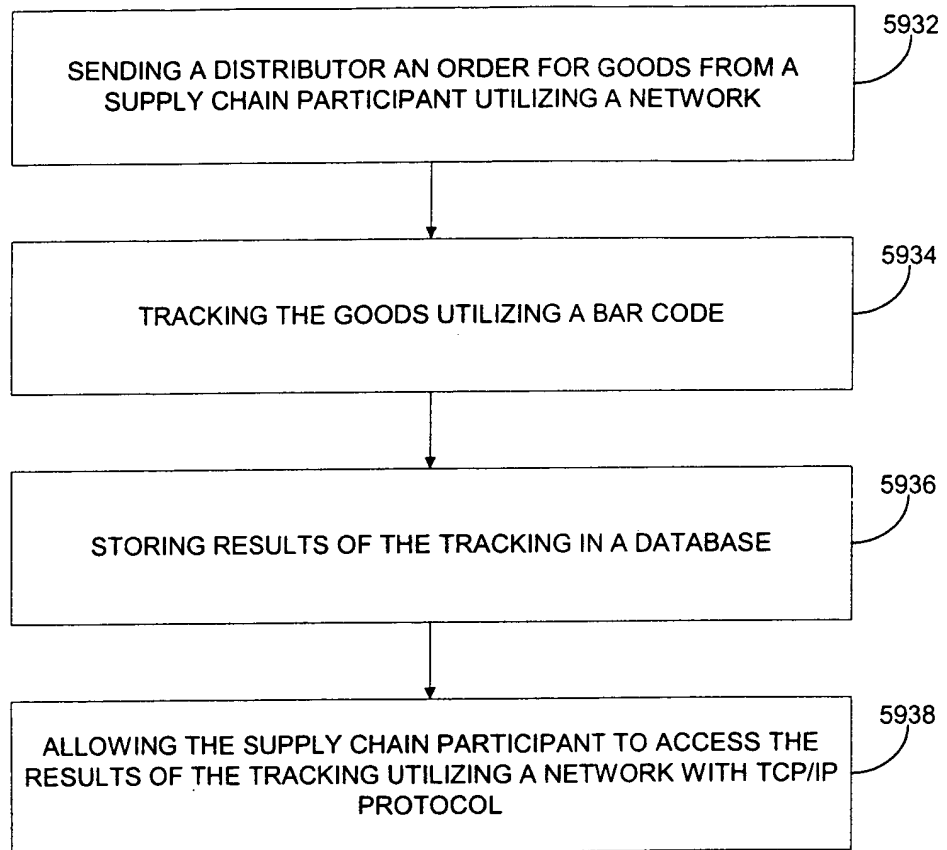 5932
SENDING A DISTRIBUTOR AN ORDER FOR GOODS FROM A
SUPPLY CHAIN PARTICIPANT UTILIZING A NETWORK
5934
TRACKING THE GOODS UTILIZING A BAR CODE
5936
STORING RESULTS OF THE TRACKING IN A DATABASE
5938
ALLOWING THE SUPPLY CHAIN PARTICIPANT TO ACCESS THE
RESULTS OF THE TRACKING UTILIZING A NETWORK WITH TCP/IP
PROTOCOL